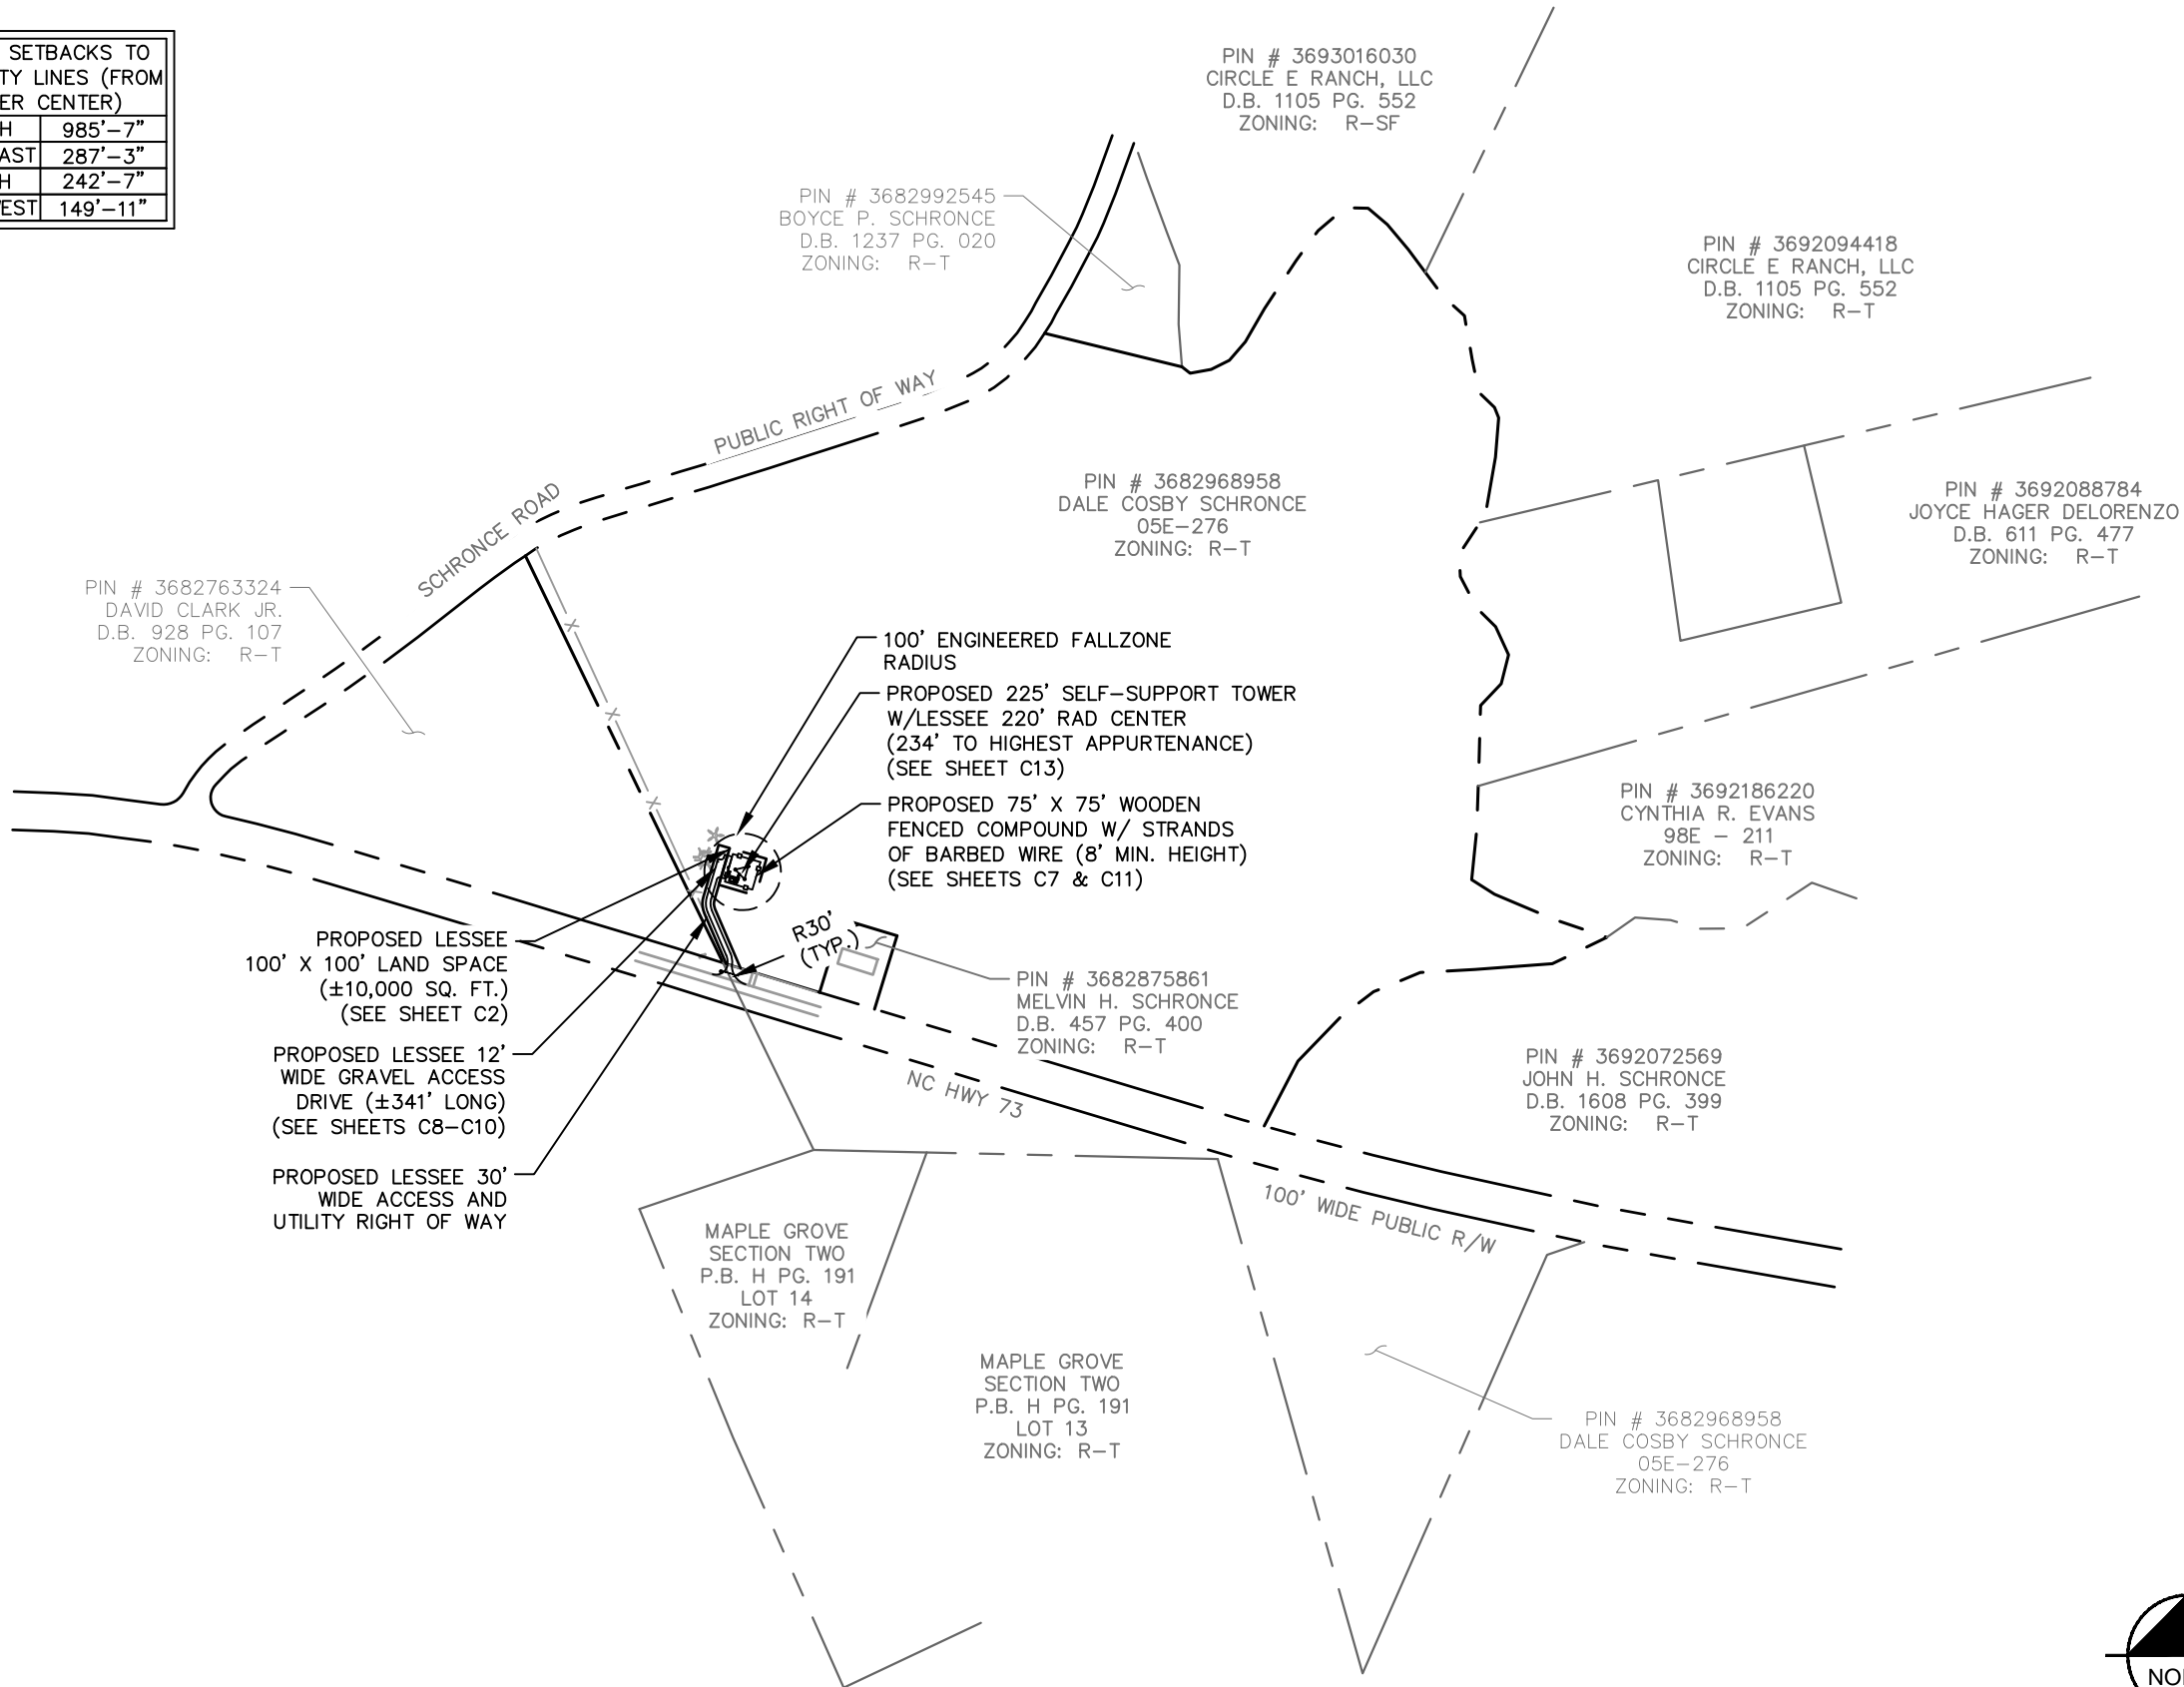 SETBACKS TO
TY LINES (FROM
ER CENTER)
H 985'-7"
AST 287'-3"
H 242'-7"
EST 149'-11"
PIN # 3693016030
CIRCLE E RANCH, LLC
D.B. 1105 PG. 552
ZONING: R-SF
PIN # 3682992545
BOYCE P. SCHRONCE
D.B. 1237 PG. 020
ZONING: R-T
PIN # 3692094418
CIRCLE E RANCH, LLC
D.B. 1105 PG. 552
ZONING: R-T
PUBLIC RIGHT OF WAY
SCHRONCE ROAD
PIN # 3682968958
DALE COSBY SCHRONCE
05E-276
ZONING: R-T
PIN # 3692088784
JOYCE HAGER DELORENZO
D.B. 611 PG. 477
ZONING: R-T
PIN # 3682763324
DAVID CLARK JR.
D.B. 928 PG. 107
ZONING: R-T
100' ENGINEERED FALLZONE
RADIUS
PROPOSED 225' SELF-SUPPORT TOWER
W/LESSEE 220' RAD CENTER
(234' TO HIGHEST APPURTENANCE)
(SEE SHEET C13)
PROPOSED 75' X 75' WOODEN
FENCED COMPOUND W/ STRANDS
OF BARBED WIRE (8' MIN. HEIGHT)
(SEE SHEETS C7 & C11)
PIN # 3692186220
CYNTHIA R. EVANS
98E - 211
ZONING: R-T
R30'
(TYP.)
PROPOSED LESSEE
100' X 100' LAND SPACE
(±10,000 SQ. FT.)
(SEE SHEET C2)
PIN # 3682875861
MELVIN H. SCHRONCE
D.B. 457 PG. 400
ZONING: R-T
PROPOSED LESSEE 12'
WIDE GRAVEL ACCESS
DRIVE (±341' LONG)
(SEE SHEETS C8-C10)
NC HWY 73
PIN # 3692072569
JOHN H. SCHRONCE
D.B. 1608 PG. 399
ZONING: R-T
PROPOSED LESSEE 30'
WIDE ACCESS AND
UTILITY RIGHT OF WAY
100' WIDE PUBLIC R/W
MAPLE GROVE
SECTION TWO
P.B. H PG. 191
LOT 14
ZONING: R-T
MAPLE GROVE
SECTION TWO
P.B. H PG. 191
LOT 13
ZONING: R-T
PIN # 3682968958
DALE COSBY SCHRONCE
05E-276
ZONING: R-T
NO